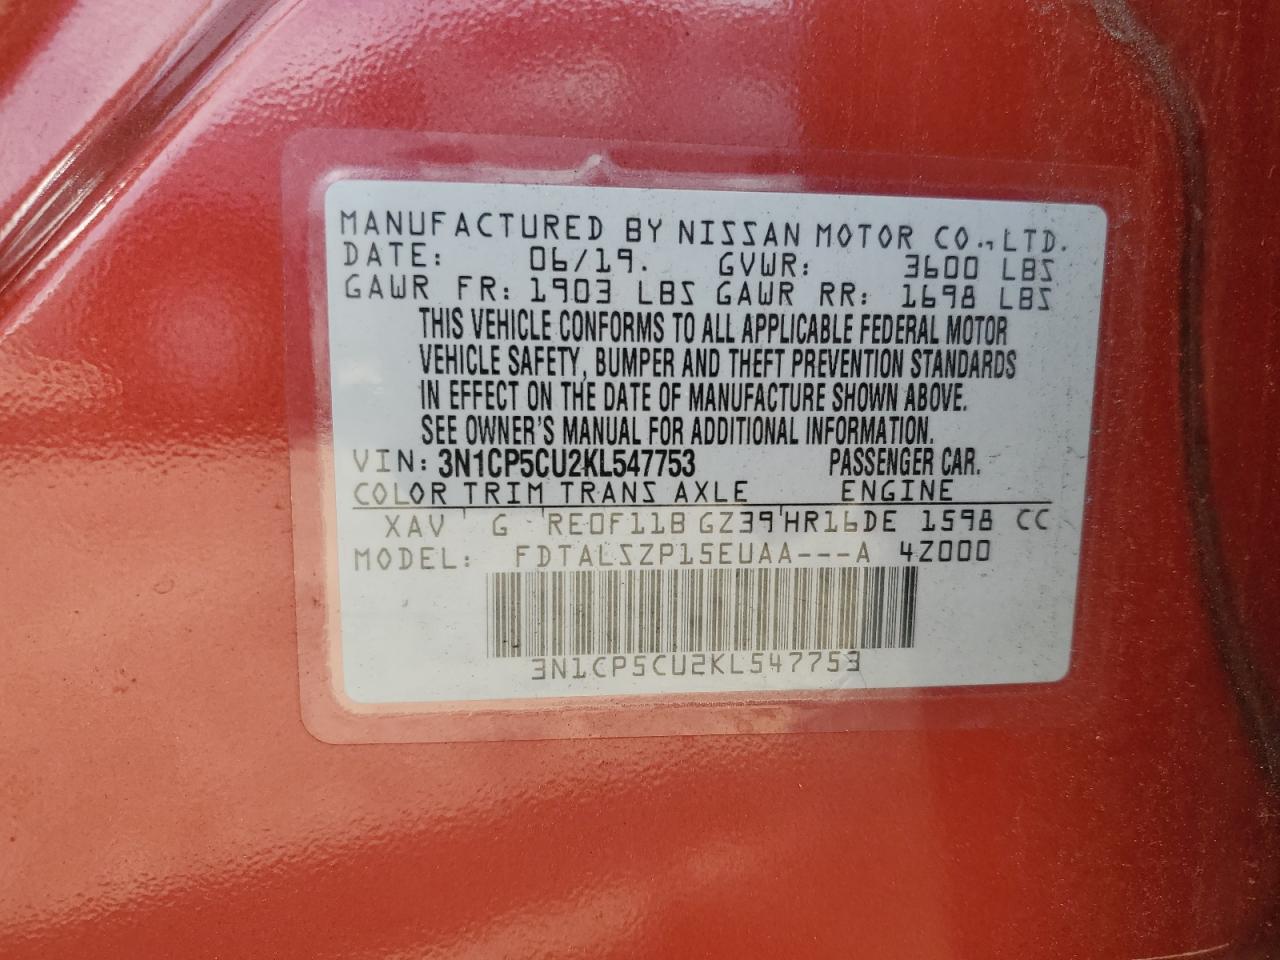 MANUFACTURED BY NISSAN MOTOR CO., LTD.
DATE: 06/19. GVWR: 3600 LBS
GAWR FR: 1903 LBS GAWR RR: 1698 LBS
THIS VEHICLE CONFORMS TO ALL APPLICABLE FEDERAL MOTOR
VEHICLE SAFETY, BUMPER AND THEFT PREVENTION STANDARDS
IN EFFECT ON THE DATE OF MANUFACTURE SHOWN ABOVE.
SEE OWNER'S MANUAL FOR ADDITIONAL INFORMATION.
VIN: 3N1CP5CU2KL547753 PASSENGER CAR.
COLOR TRIM TRANS AXLE ENGINE
XAV G RE0F11B GZ39 HR16DE 1598 CC
MODEL: FDTALSZP15EUAA---A 4Z000
3N1CP5CU2KL547753